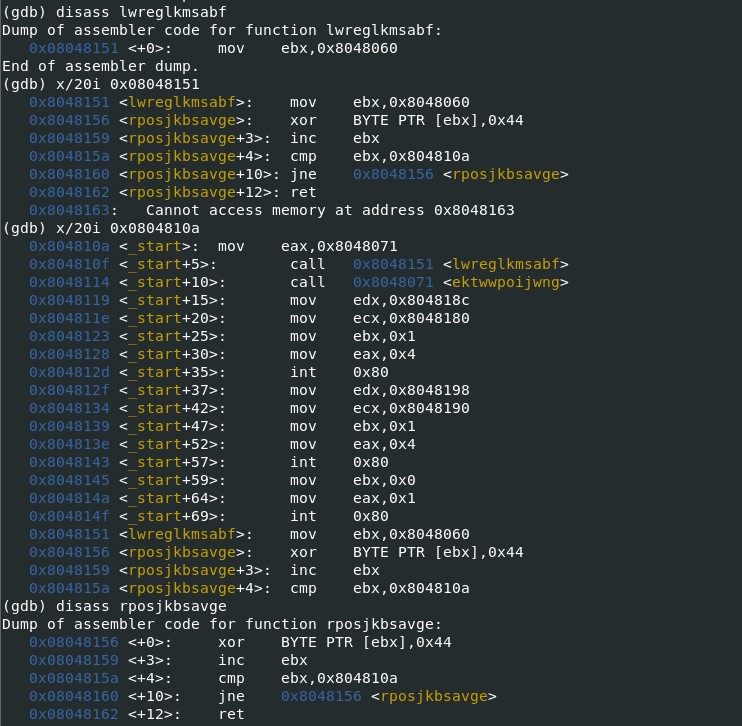 (gdb) disass lwreglkmsabf
Dump of assembler code for function lwreglkmsabf:
   0x08048151 <+0>:     mov    ebx,0x8048060
End of assembler dump.
(gdb) x/20i 0x08048151
   0x8048151 <lwreglkmsabf>:    mov    ebx,0x8048060
   0x8048156 <rposjkbsavge>:    xor    BYTE PTR [ebx],0x44
   0x8048159 <rposjkbsavge+3>:  inc    ebx
   0x804815a <rposjkbsavge+4>:  cmp    ebx,0x804810a
   0x8048160 <rposjkbsavge+10>: jne    0x8048156 <rposjkbsavge>
   0x8048162 <rposjkbsavge+12>: ret
   0x8048163:   Cannot access memory at address 0x8048163
(gdb) x/20i 0x0804810a
   0x804810a <_start>:  mov    eax,0x8048071
   0x804810f <_start+5>:        call   0x8048151 <lwreglkmsabf>
   0x8048114 <_start+10>:       call   0x8048071 <ektwwpoijwng>
   0x8048119 <_start+15>:       mov    edx,0x804818c
   0x804811e <_start+20>:       mov    ecx,0x8048180
   0x8048123 <_start+25>:       mov    ebx,0x1
   0x8048128 <_start+30>:       mov    eax,0x4
   0x804812d <_start+35>:       int    0x80
   0x804812f <_start+37>:       mov    edx,0x8048198
   0x8048134 <_start+42>:       mov    ecx,0x8048190
   0x8048139 <_start+47>:       mov    ebx,0x1
   0x804813e <_start+52>:       mov    eax,0x4
   0x8048143 <_start+57>:       int    0x80
   0x8048145 <_start+59>:       mov    ebx,0x0
   0x804814a <_start+64>:       mov    eax,0x1
   0x804814f <_start+69>:       int    0x80
   0x8048151 <lwreglkmsabf>:    mov    ebx,0x8048060
   0x8048156 <rposjkbsavge>:    xor    BYTE PTR [ebx],0x44
   0x8048159 <rposjkbsavge+3>:  inc    ebx
   0x804815a <rposjkbsavge+4>:  cmp    ebx,0x804810a
(gdb) disass rposjkbsavge
Dump of assembler code for function rposjkbsavge:
   0x08048156 <+0>:     xor    BYTE PTR [ebx],0x44
   0x08048159 <+3>:     inc    ebx
   0x0804815a <+4>:     cmp    ebx,0x804810a
   0x08048160 <+10>:    jne    0x8048156 <rposjkbsavge>
   0x08048162 <+12>:    ret